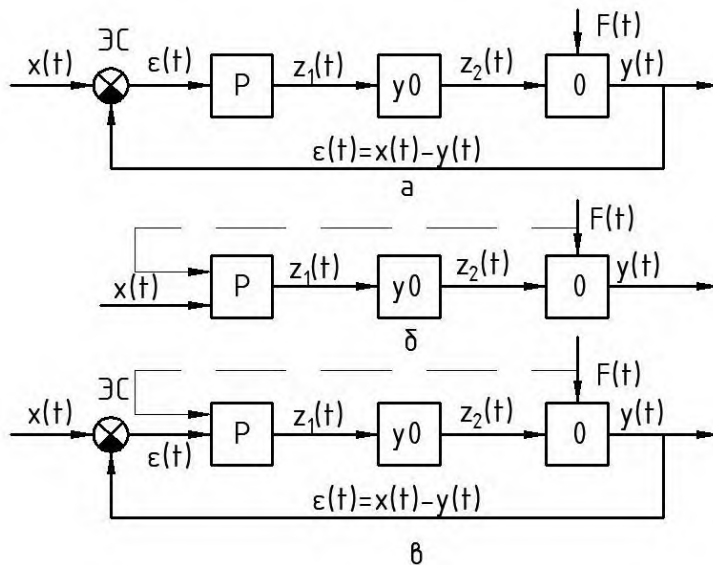 ЭС
F(t)
x(t) ε(t) P z₁(t) y0 z₂(t) 0 y(t)
ε(t)=x(t)-y(t)
а
F(t)
x(t) P z₁(t) y0 z₂(t) 0 y(t)
б
ЭС
F(t)
x(t) ε(t) P z₁(t) y0 z₂(t) 0 y(t)
ε(t)=x(t)-y(t)
в